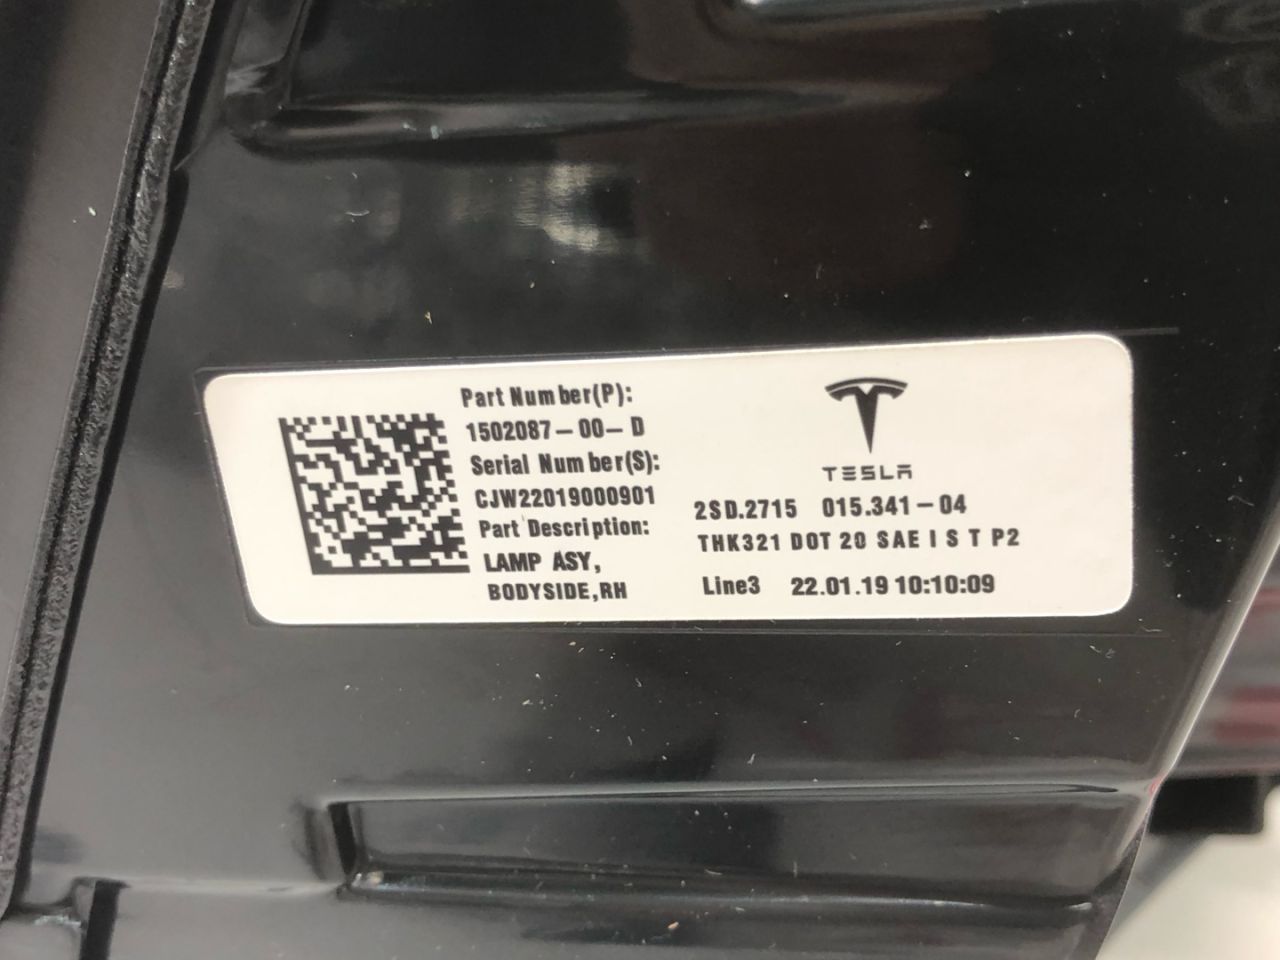 Part Number(P):
1502087-00-D
Serial Number(S):
CJW22019000901
Part Description:
LAMP ASY,
BODYSIDE,RH
TESLA
2SD.2715 015.341-04
THK321 DOT 20 SAE I S T P2
Line3 22.01.19 10:10:09